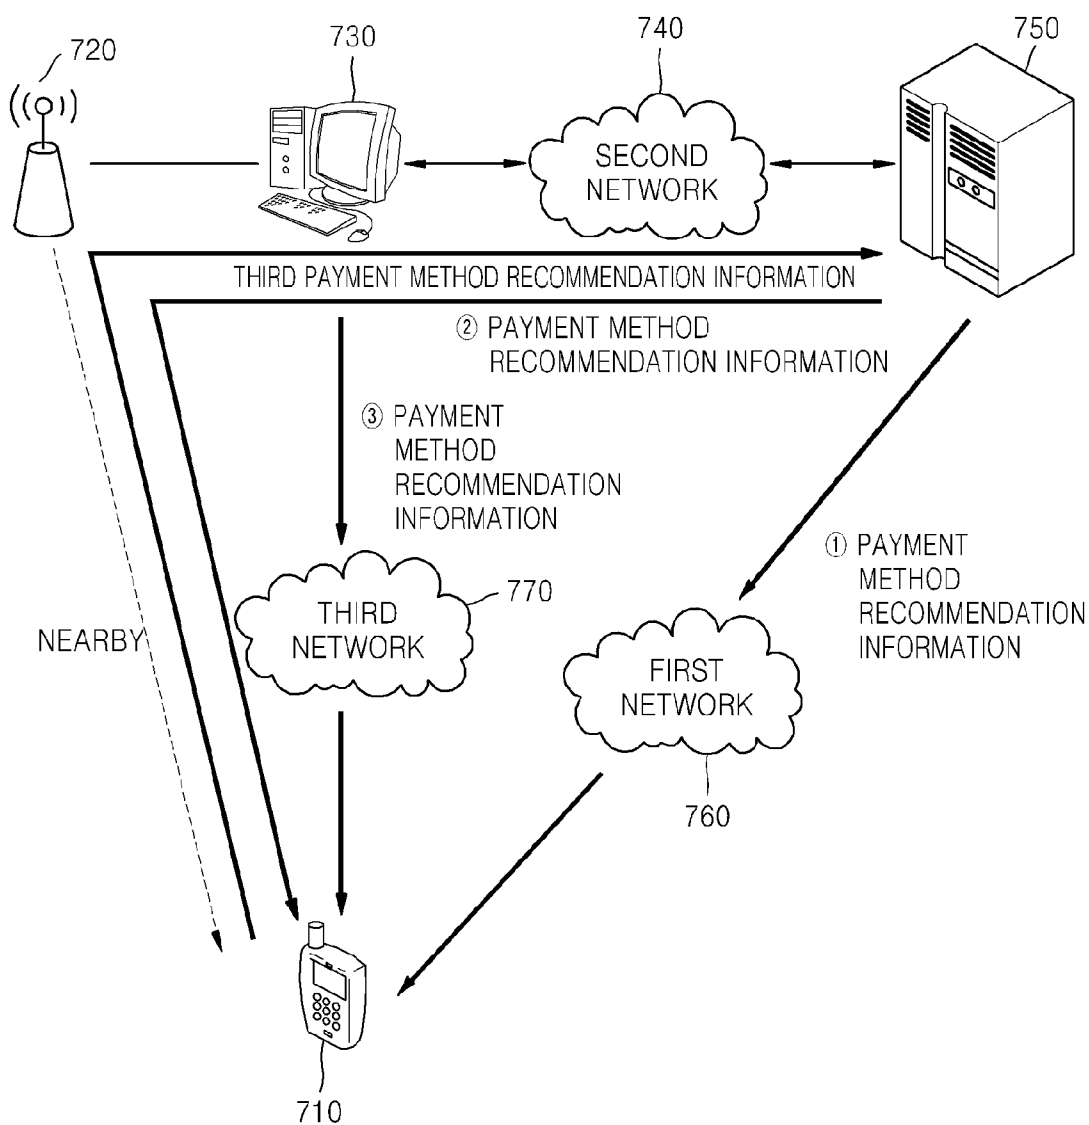 720
730
740
750
SECOND
NETWORK
THIRD PAYMENT METHOD RECOMMENDATION INFORMATION
② PAYMENT METHOD
RECOMMENDATION INFORMATION
③ PAYMENT
METHOD
RECOMMENDATION
INFORMATION
① PAYMENT
METHOD
RECOMMENDATION
INFORMATION
770
THIRD
NETWORK
NEARBY
FIRST
NETWORK
760
710